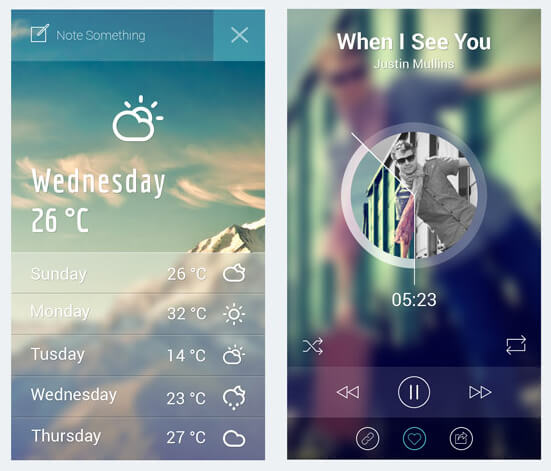 Note Something
Wednesday
26 °C
Sunday 26 °C
Monday 32 °C
Tusday 14 °C
Wednesday 23 °C
Thursday 27 °C
When I See You
Justin Mullins
05:23